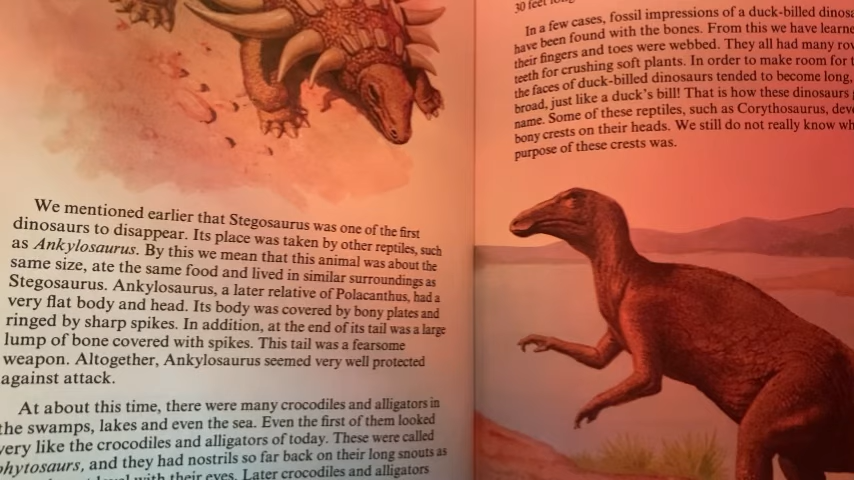 We mentioned earlier that Stegosaurus was one of the first
dinosaurs to disappear. Its place was taken by other reptiles, such
as Ankylosaurus. By this we mean that this animal was about the
same size, ate the same food and lived in similar surroundings as
Stegosaurus. Ankylosaurus, a later relative of Polacanthus, had a
very flat body and head. Its body was covered by bony plates and
ringed by sharp spikes. In addition, at the end of its tail was a large
lump of bone covered with spikes. This tail was a fearsome
weapon. Altogether, Ankylosaurus seemed very well protected
against attack.
At about this time, there were many crocodiles and alligators in
the swamps, lakes and even the sea. Even the first of them looked
very like the crocodiles and alligators of today. These were called
phytosaurs, and they had nostrils so far back on their long snouts as
level with their eyes. Later crocodiles and alligators
30 feet long
In a few cases, fossil impressions of a duck-billed
have been found with the bones. From this we have
their fingers and toes were webbed. They all had many
teeth for crushing soft plants. In order to make room for
the faces of duck-billed dinosaurs tended to become long,
broad, just like a duck's bill! That is how these dinosaurs
name. Some of these reptiles, such as Corythosaurus,
bony crests on their heads. We still do not really know
purpose of these crests was.